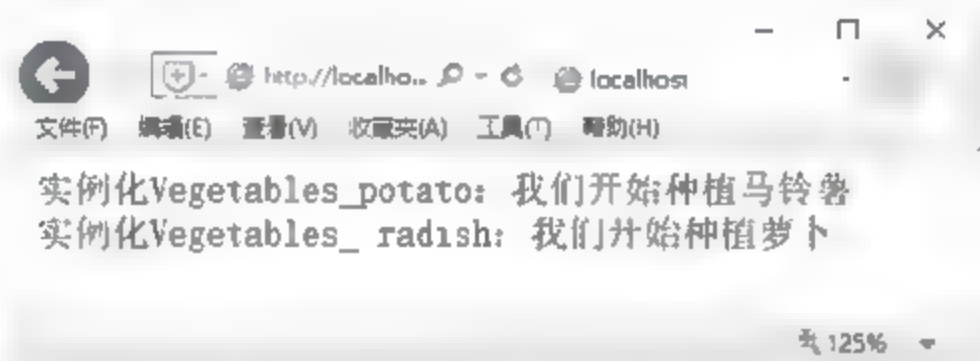 http://localho.. localhost
文件(F) 编辑(E) 查看(V) 收藏夹(A) 工具(T) 帮助(H)
实例化Vegetables_potato：我们开始种植马铃薯
实例化Vegetables_ radish：我们开始种植萝卜
125%